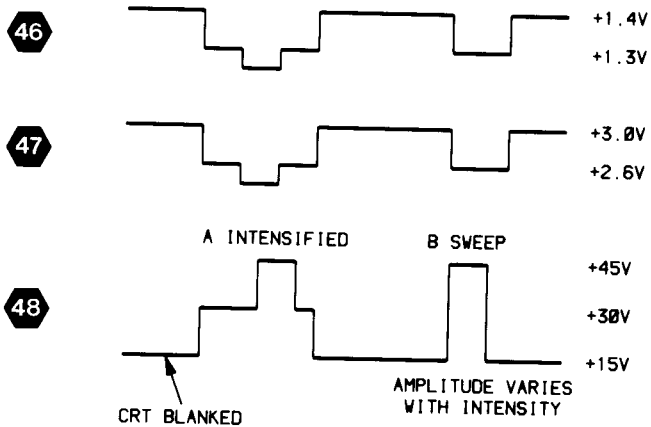 46
+1.4V
+1.3V
47
+3.0V
+2.6V
A INTENSIFIED
B SWEEP
48
+45V
+30V
+15V
CRT BLANKED
AMPLITUDE VARIES
WITH INTENSITY